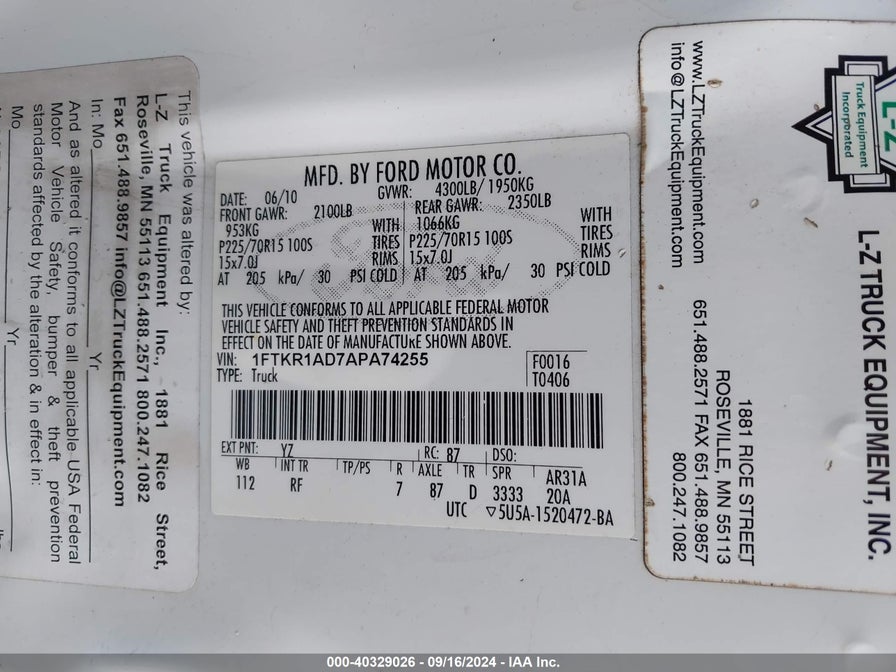 This vehicle was altered by:
L-Z Truck Equipment Inc., 1881 Rice Street,
Roseville, MN 55113 651.488.2571 800.247.1082
Fax 651.488.9857 info@LZTruckEquipment.com
In: Mo. Yr
And as altered it conforms to all applicable USA Federal
Motor Vehicle Safety, bumper & theft prevention
standards affected by the alteration & in effect in:
Mo Yr
MFD. BY FORD MOTOR CO.
DATE: 06/10 GVWR: 4300LB/ 1950KG
FRONT GAWR: 2100LB REAR GAWR: 2350LB
953KG WITH 1066KG WITH
P225/70R15 100S TIRES P225/70R15 100S TIRES
15x7.0J RIMS 15x7.0J RIMS
AT 205 kPa/ 30 PSI COLD AT 205 kPa/ 30 PSI COLD
THIS VEHICLE CONFORMS TO ALL APPLICABLE FEDERAL MOTOR
VEHICLE SAFETY AND THEFT PREVENTION STANDARDS IN
EFFECT ON THE DATE OF MANUFACTURE SHOWN ABOVE.
VIN: 1FTKR1AD7APA74255 F0016
TYPE: Truck T0406
EXT PNT: YZ RC: 87 DSO:
WB INT TR TP/PS R AXLE TR SPR AR31A
112 RF 7 87 D 3333 20A
UTC ▽5U5A-1520472-BA
L-Z
Truck Equipment
Incorporated
L-Z TRUCK EQUIPMENT, INC.
1881 RICE STREET
ROSEVILLE, MN 55113
651.488.2571 FAX 651.488.9857
800.247.1082
www.LZTruckEquipment.com
info@LZTruckEquipment.com
000-40329026 - 09/16/2024 - IAA Inc.